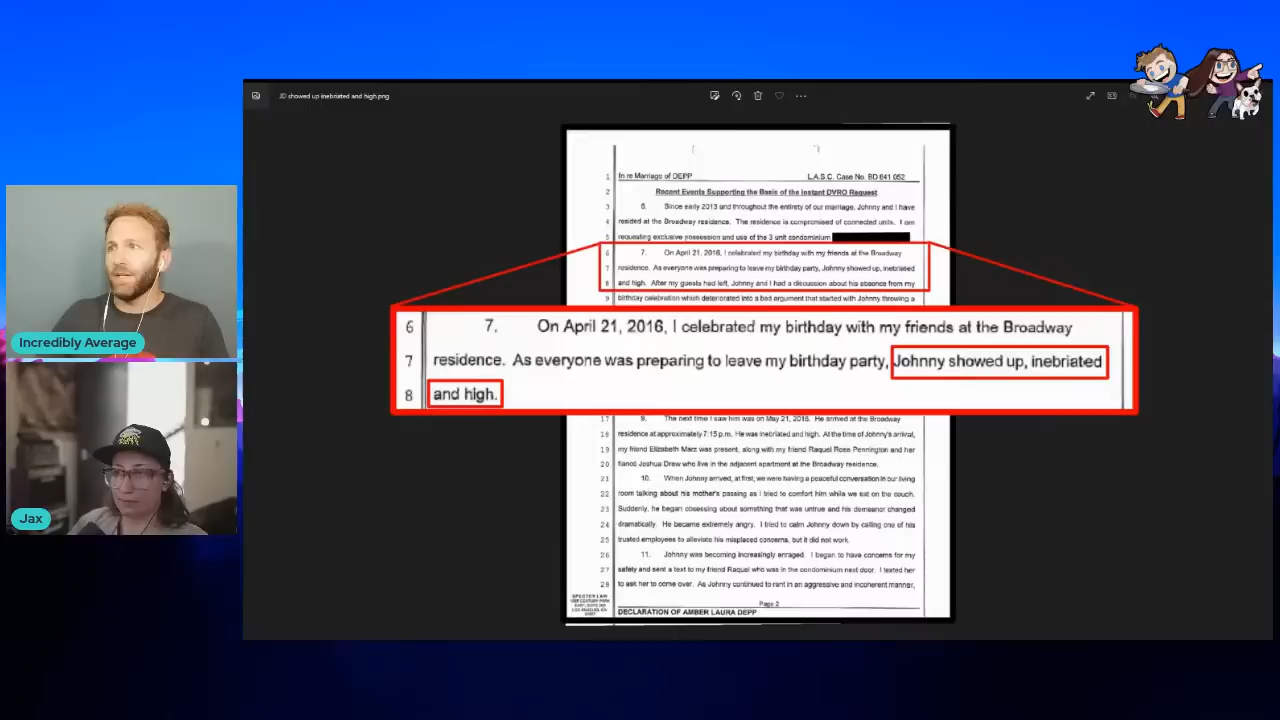 JD showed up inebriated and high.png
1 In re Marriage of DEPP L.A.S.C. Case No. BD 641 052
2 Recent Events Supporting the Basis of the Instant DVRO Request
3 6. Since early 2013 and throughout the entirety of our marriage, Johnny and I have
4 resided at the Broadway residence. The residence is compromised of connected units. I am
5 requesting exclusive possession and use of the 3 unit condominium
6 7. On April 21, 2016, I celebrated my birthday with my friends at the Broadway
7 residence. As everyone was preparing to leave my birthday party, Johnny showed up, inebriated
8 and high. After my guests had left, Johnny and I had a discussion about his absence from my
9 birthday celebration which deteriorated into a bad argument that started with Johnny throwing a
6 7. On April 21, 2016, I celebrated my birthday with my friends at the Broadway
7 residence. As everyone was preparing to leave my birthday party, Johnny showed up, inebriated
8 and high.
17 9. The next time I saw him was on May 21, 2016. He arrived at the Broadway
18 residence at approximately 7:15 p.m. He was inebriated and high. At the time of Johnny's arrival,
19 my friend Elizabeth Marz was present, along with my friend Raquel Rose Pennington and her
20 fiancé Joshua Drew who live in the adjacent apartment at the Broadway residence.
21 10. When Johnny arrived, at first, we were having a peaceful conversation in our living
22 room talking about his mother's passing as I tried to comfort him while we sat on the couch.
23 Suddenly, he began obsessing about something that was untrue and his demeanor changed
24 dramatically. He became extremely angry. I tried to calm Johnny down by calling one of his
25 trusted employees to alleviate his misplaced concerns, but it did not work.
26 11. Johnny was becoming increasingly enraged. I began to have concerns for my
27 safety and sent a text to my friend Raquel who was in the condominium next door. I texted her
28 to ask her to come over. As Johnny continued to rant in an aggressive and incoherent manner,
SPECTOR LAW
Page 2
DECLARATION OF AMBER LAURA DEPP
Incredibly Average
Jax